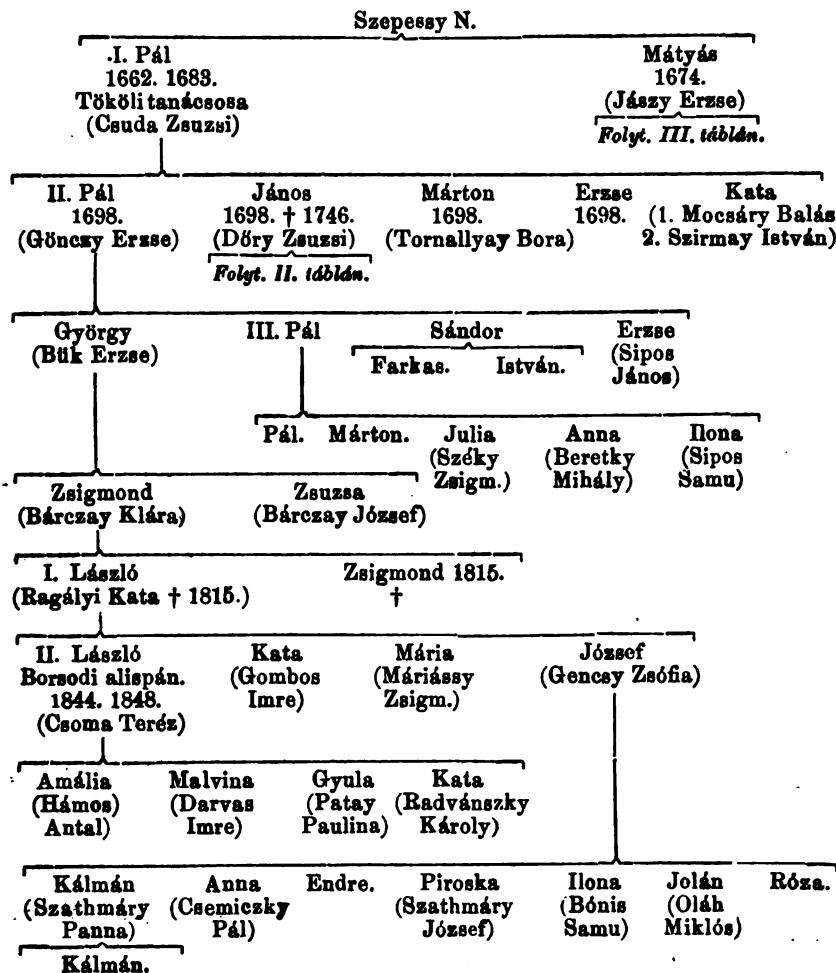 Szepessy N.
I. Pál
1662. 1683.
Tököli tanácsosa
(Csuda Zsuzsi)
Mátyás
1674.
(Jászy Erzse)
Folyt. III. táblán.
II. Pál
1698.
(Gönczy Erzse)
János
1698. † 1746.
(Dőry Zsuzsi)
Folyt. II. táblán.
Márton
1698.
(Tornallyay Bora)
Erzse
1698.
Kata
(1. Mocsáry Balás
2. Szirmay István)
György
(Bük Erzse)
III. Pál
Sándor
Farkas. István.
Erzse
(Sipos
János)
Pál. Márton.
Julia
(Széky
Zsigm.)
Anna
(Beretky
Mihály)
Ilona
(Sipos
Samu)
Zsigmond
(Bárczay Klára)
Zsuzsa
(Bárczay József)
I. László
(Ragályi Kata † 1815.)
Zsigmond 1815.
†
II. László
Borsodi alispán.
1844. 1848.
(Csoma Teréz)
Kata
(Gombos
Imre)
Mária
(Máriássy
Zsigm.)
József
(Gencsy Zsófia)
Amália
(Hámos)
Antal)
Malvina
(Darvas
Imre)
Gyula
(Patay
Paulina)
Kata
(Radvánszky
Károly)
Kálmán
(Szathmáry
Panna)
Kálmán.
Anna
(Csemiczky
Pál)
Endre.
Piroska
(Szathmáry
József)
Ilona
(Bónis
Samu)
Jolán
(Oláh
Miklós)
Róza.